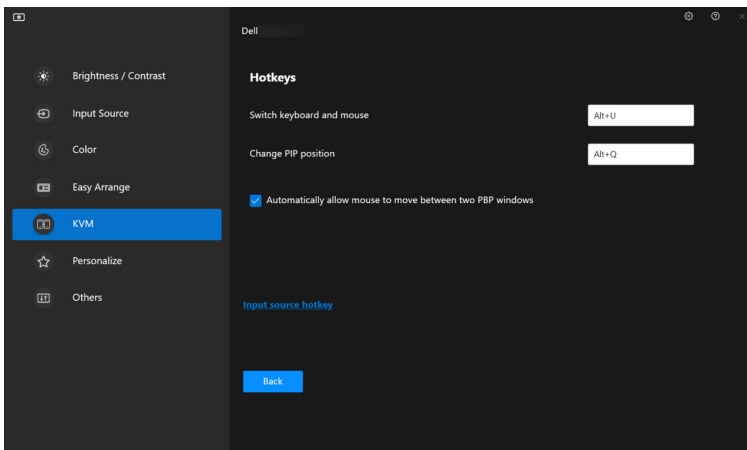 Dell
Brightness / Contrast
Input Source
Color
Easy Arrange
KVM
Personalize
Others
Hotkeys
Switch keyboard and mouse
Alt+U
Change PIP position
Alt+Q
Automatically allow mouse to move between two PBP windows
Input source hotkey
Back